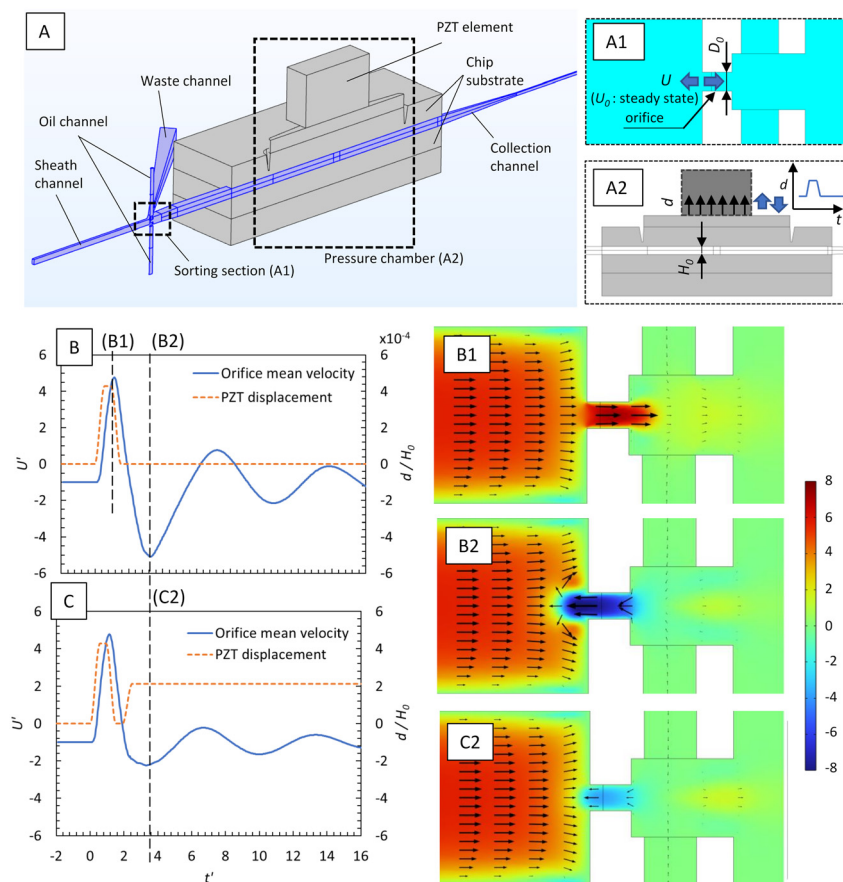 A
PZT element
Waste channel
Chip
substrate
Oil channel
Sheath
channel
Collection
channel
Sorting section (A1)
Pressure chamber (A2)
A1
D₀
U
(U₀ : steady state)
orifice
A2
d
d
t
H₀
B
(B1)
(B2)
x10⁻⁴
6
4
2
0
-2
-4
-6
U'
Orifice mean velocity
PZT displacement
6
4
2
0
-2
-4
-6
d / H₀
C
(C2)
6
4
2
0
-2
-4
-6
U'
Orifice mean velocity
PZT displacement
6
4
2
0
-2
-4
-6
d / H₀
-2 0 2 4 6 8 10 12 14 16
t'
B1
B2
C2
8
6
4
2
0
-2
-4
-6
-8